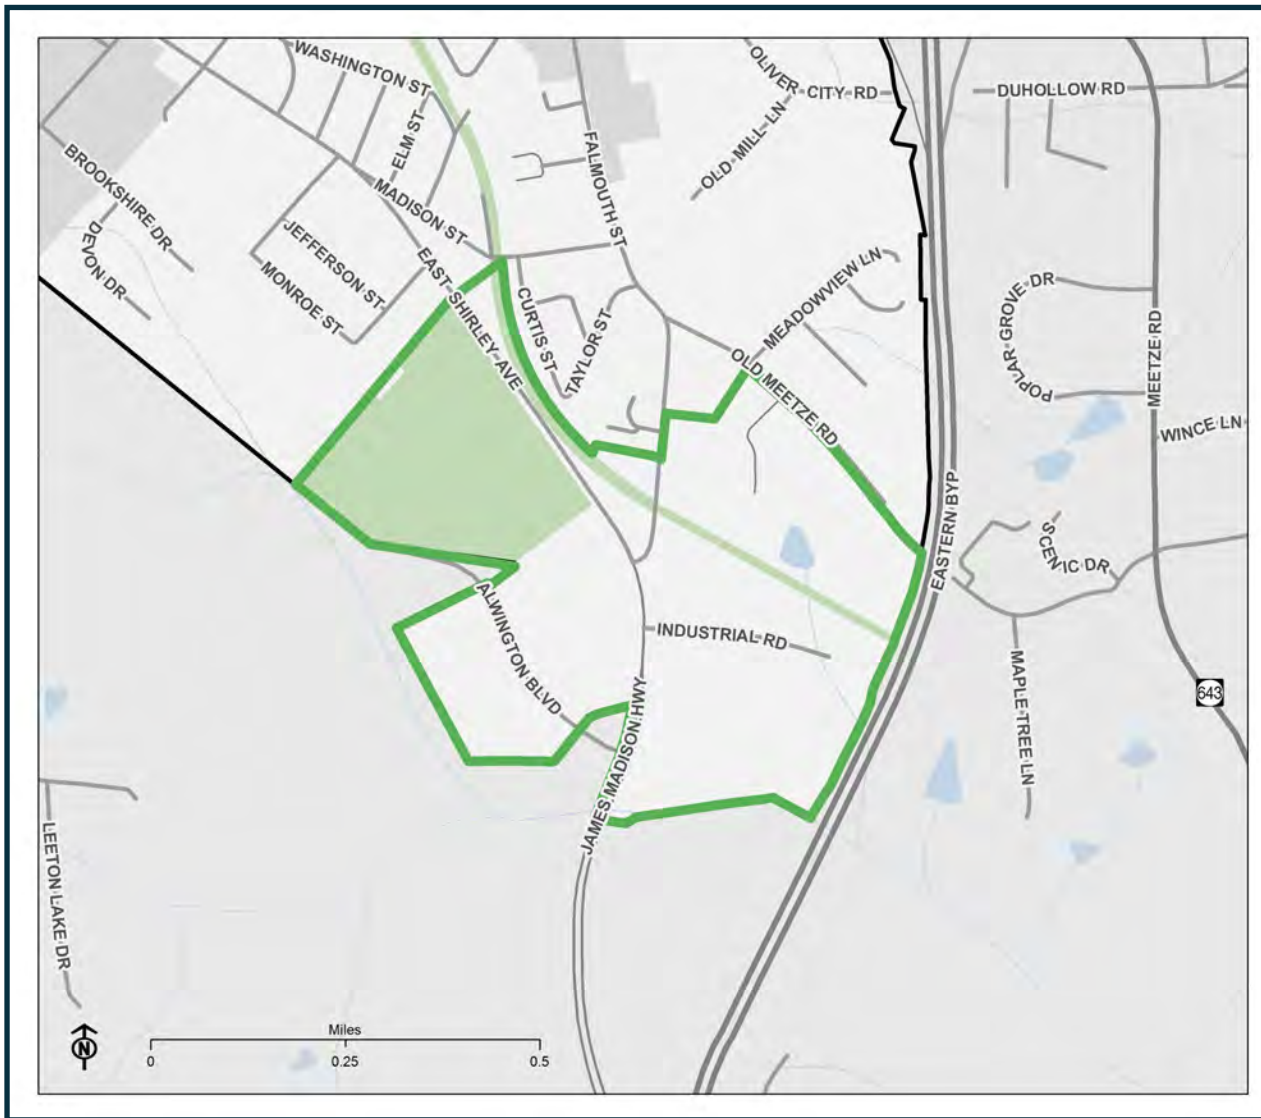 WASHINGTON ST
OLIVER CITY RD
DUHOLLOW RD
ELM ST
OLD MILL LN
FALMOUTH ST
BROOKSHIRE DR
MADISON ST
DEVON DR
JEFFERSON ST
MONROE ST
EAST SHIRLEY AVE
MEADOWVIEW LN
POPLAR GROVE DR
CURTIS ST
TAYLOR ST
OLD MEETZE RD
MEETZE RD
WINCE LN
EASTERN BYP
SCENIC DR
ALWINGTON BLVD
INDUSTRIAL RD
MAPLE TREE LN
643
JAMES MADISON HWY
LEETON LAKE DR
N
Miles
0
0.25
0.5